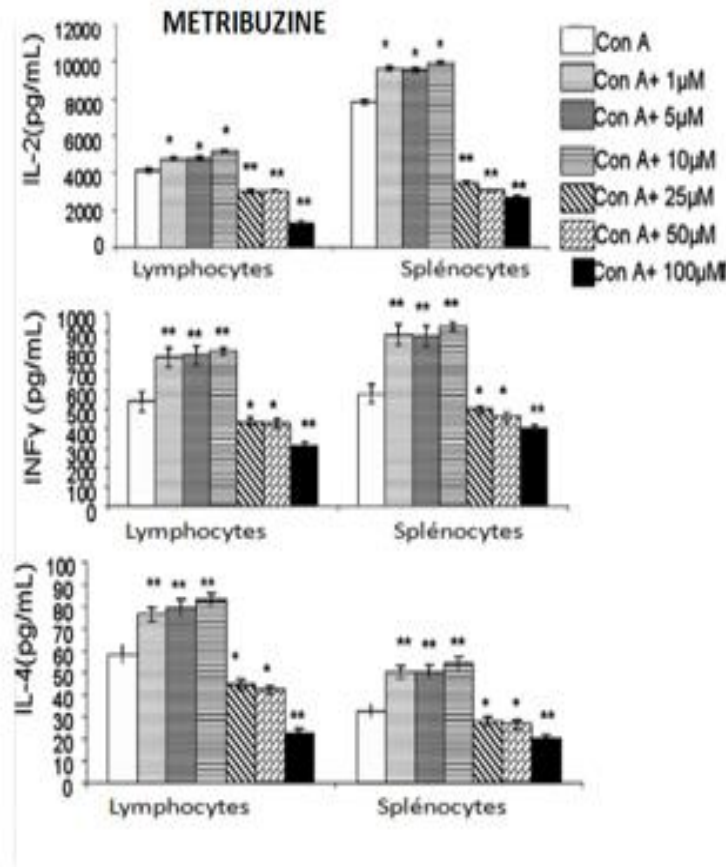 METRIBUZINE
IL-2(pg/mL)
12000
10000
8000
6000
4000
2000
0
* * * ** ** **
* * * ** ** **
Lymphocytes
Splénocytes
Con A
Con A+ 1µM
Con A+ 5µM
Con A+ 10µM
Con A+ 25µM
Con A+ 50µM
Con A+ 100µM
INFγ (pg/mL)
1000
900
800
700
600
500
400
300
200
100
0
** ** ** * * **
** ** ** * * **
Lymphocytes
Splénocytes
IL-4(pg/mL)
100
90
80
70
60
50
40
30
20
10
0
** ** ** * * **
** ** ** * * **
Lymphocytes
Splénocytes